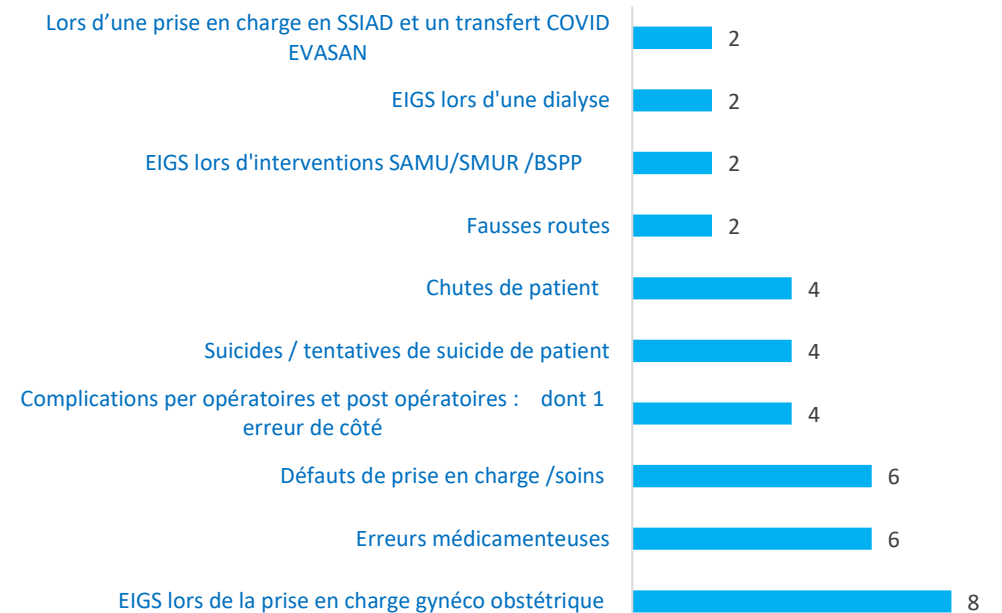 Lors d’une prise en charge en SSIAD et un transfert COVID
EVASAN
2
EIGS lors d'une dialyse
2
EIGS lors d'interventions SAMU/SMUR /BSPP
2
Fausses routes
2
Chutes de patient
4
Suicides / tentatives de suicide de patient
4
Complications per opératoires et post opératoires : dont 1
erreur de côté
4
Défauts de prise en charge /soins
6
Erreurs médicamenteuses
6
EIGS lors de la prise en charge gynéco obstétrique
8